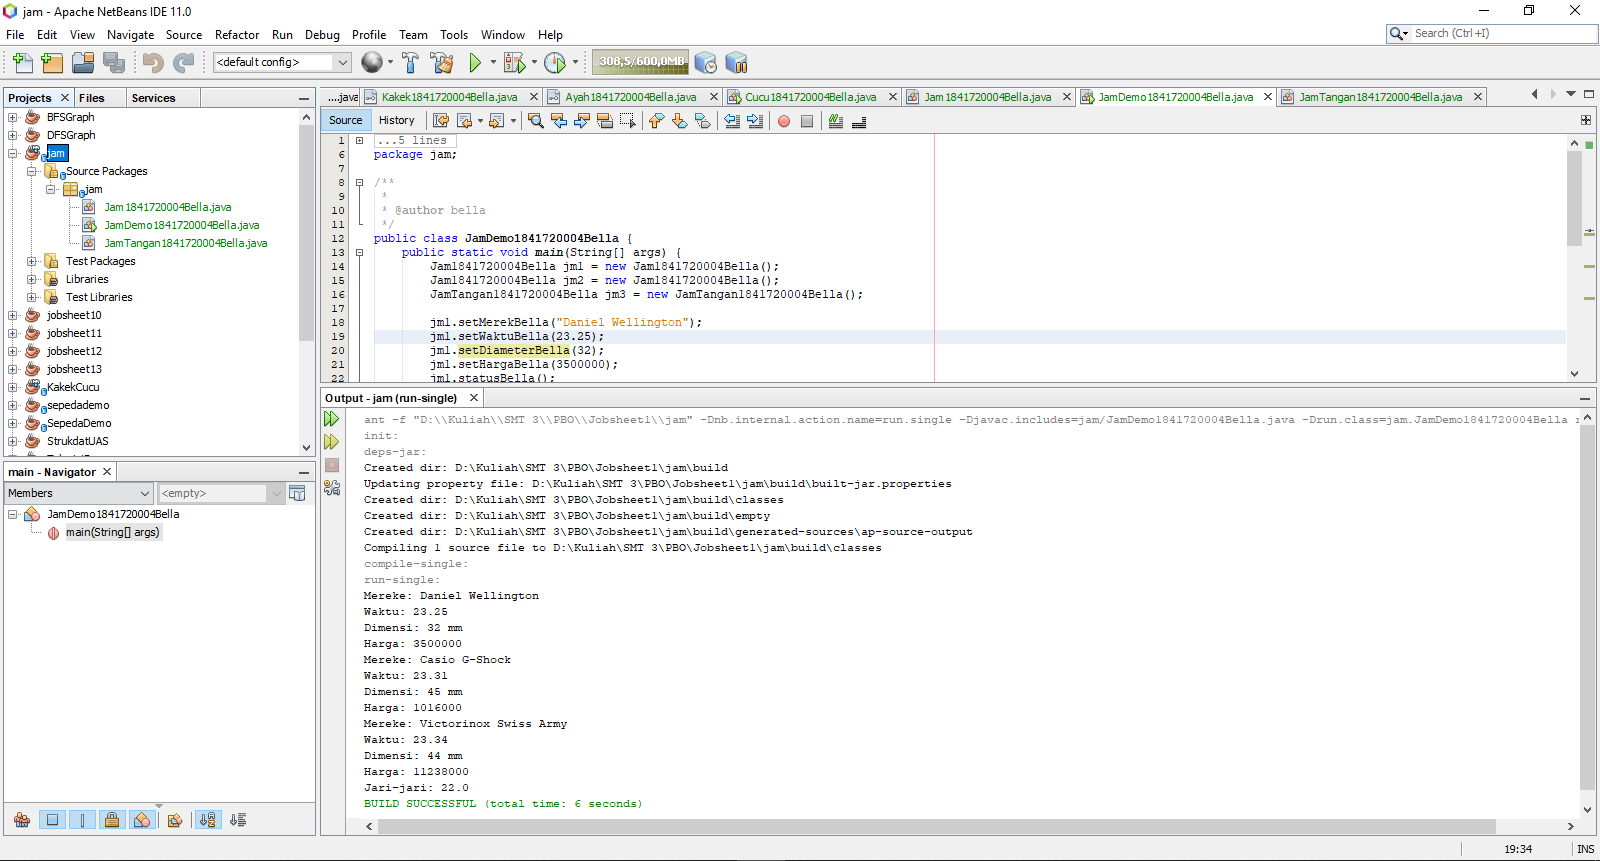 jam - Apache NetBeans IDE 11.0
File Edit View Navigate Source Refactor Run Debug Profile Team Tools Window Help
Search (Ctrl+I)
<default config>
308,5/600,0MB
Projects Files Services
BFSGraph
DFSGraph
jam
Source Packages
jam
Jam1841720004Bella.java
JamDemo1841720004Bella.java
JamTangan1841720004Bella.java
Test Packages
Libraries
Test Libraries
jobsheet10
jobsheet11
jobsheet12
jobsheet13
KakekCucu
sepedademo
SepedaDemo
StrukdatUAS
main - Navigator
Members
<empty>
JamDemo1841720004Bella
main(String[] args)
....java Kakek1841720004Bella.java Ayah1841720004Bella.java Cucu1841720004Bella.java Jam1841720004Bella.java JamDemo1841720004Bella.java JamTangan1841720004Bella.java
Source History
1 ...5 lines
6 package jam;
7
8 /**
9 *
10 * @author bella
11 */
12 public class JamDemo1841720004Bella {
13 public static void main(String[] args) {
14 Jam1841720004Bella jm1 = new Jam1841720004Bella();
15 Jam1841720004Bella jm2 = new Jam1841720004Bella();
16 JamTangan1841720004Bella jm3 = new JamTangan1841720004Bella();
17
18 jm1.setMerekBella("Daniel Wellington");
19 jm1.setWaktuBella(23.25);
20 jm1.setDiameterBella(32);
21 jm1.setHargaBella(3500000);
22 jm1.statusBella();
Output - jam (run-single)
ant -f "D:\\Kuliah\\SMT 3\\PBO\\Jobsheet1\\jam" -Dnb.internal.action.name=run.single -Djavac.includes=jam/JamDemo1841720004Bella.java -Drun.class=jam.JamDemo1841720004Bella
init:
deps-jar:
Created dir: D:\Kuliah\SMT 3\PBO\Jobsheet1\jam\build
Updating property file: D:\Kuliah\SMT 3\PBO\Jobsheet1\jam\build\built-jar.properties
Created dir: D:\Kuliah\SMT 3\PBO\Jobsheet1\jam\build\classes
Created dir: D:\Kuliah\SMT 3\PBO\Jobsheet1\jam\build\empty
Created dir: D:\Kuliah\SMT 3\PBO\Jobsheet1\jam\build\generated-sources\ap-source-output
Compiling 1 source file to D:\Kuliah\SMT 3\PBO\Jobsheet1\jam\build\classes
compile-single:
run-single:
Mereke: Daniel Wellington
Waktu: 23.25
Dimensi: 32 mm
Harga: 3500000
Mereke: Casio G-Shock
Waktu: 23.31
Dimensi: 45 mm
Harga: 1016000
Mereke: Victorinox Swiss Army
Waktu: 23.34
Dimensi: 44 mm
Harga: 11238000
Jari-jari: 22.0
BUILD SUCCESSFUL (total time: 6 seconds)
19:34 INS